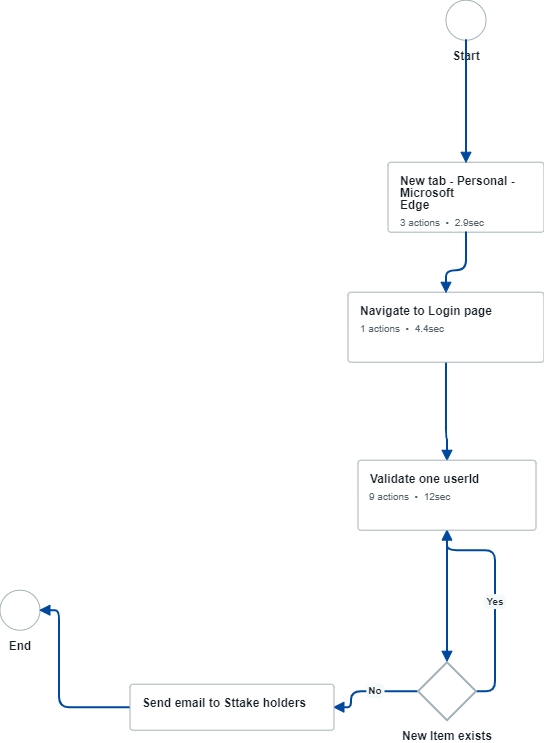 Start
New tab - Personal -
Microsoft
Edge
3 actions • 2.9sec
Navigate to Login page
1 actions • 4.4sec
Validate one userId
9 actions • 12sec
Yes
End
No
Send email to Sttake holders
New Item exists